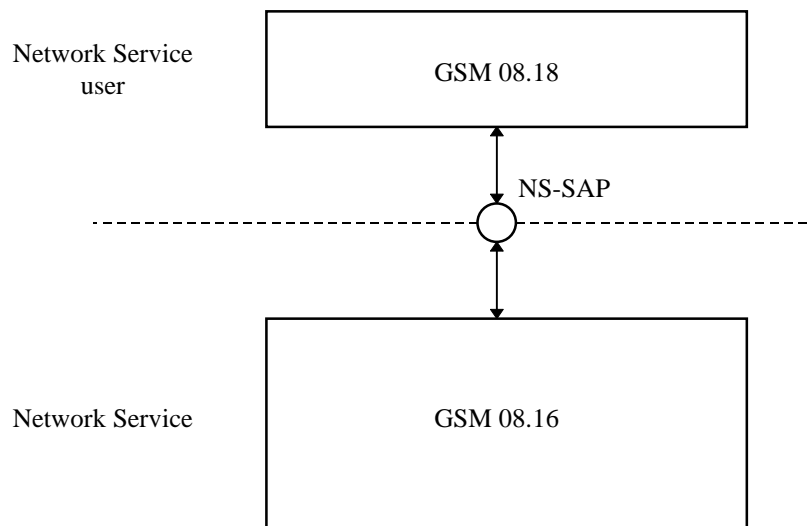 Network Service
user
GSM 08.18
NS-SAP
Network Service
GSM 08.16